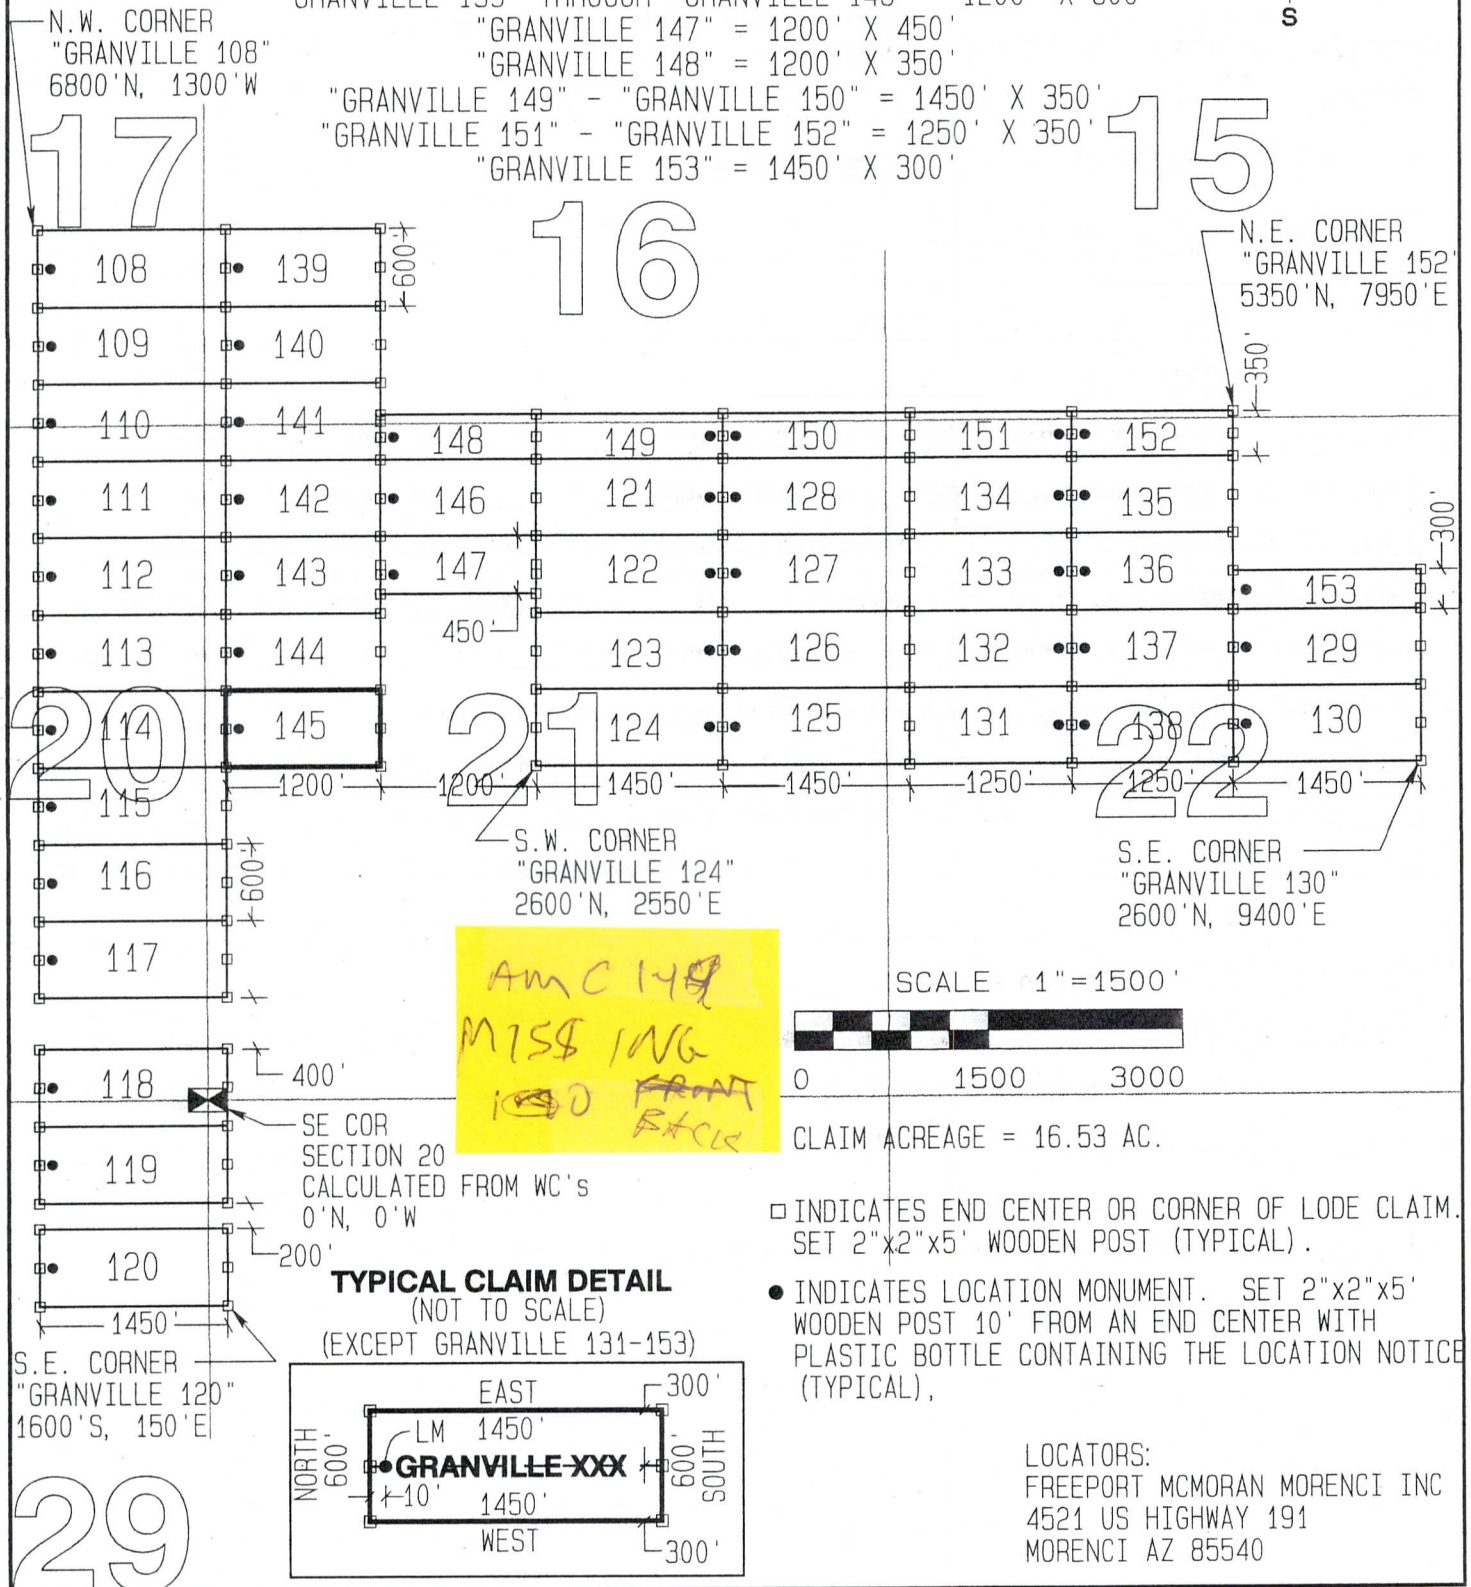 "GRANVILLE 147" = 1200' X 450'
"GRANVILLE 148" = 1200' X 350'
"GRANVILLE 149" - "GRANVILLE 150" = 1450' X 350'
"GRANVILLE 151" - "GRANVILLE 152" = 1250' X 350'
"GRANVILLE 153" = 1450' X 300'
S
N.W. CORNER
"GRANVILLE 108"
6800'N, 1300'W
17
16
15
N.E. CORNER
"GRANVILLE 152"
5350'N, 7950'E
108 139 600'
109 140
350'
110 141 148 149 150 151 152
111 142 146 121 128 134 135
112 143 147 122 127 133 136 153 300'
450'
113 144 123 126 132 137 129
20 21 22
114 145 124 125 131 138 130
1200' 1200' 1450' 1450' 1250' 1250' 1450'
115
116 600'
117
S.W. CORNER
"GRANVILLE 124"
2600'N, 2550'E
S.E. CORNER
"GRANVILLE 130"
2600'N, 9400'E
AMC
MISSING
BACK
SCALE 1"=1500'
0 1500 3000
118 400'
SE COR
SECTION 20
CALCULATED FROM WC's
0'N, 0'W
119
120 200'
1450'
CLAIM ACREAGE = 16.53 AC.
INDICATES END CENTER OR CORNER OF LODE CLAIM.
SET 2"x2"x5' WOODEN POST (TYPICAL).
INDICATES LOCATION MONUMENT. SET 2"x2"x5'
WOODEN POST 10' FROM AN END CENTER WITH
PLASTIC BOTTLE CONTAINING THE LOCATION NOTICE
(TYPICAL),
S.E. CORNER
"GRANVILLE 120"
1600'S, 150'E
29
TYPICAL CLAIM DETAIL
(NOT TO SCALE)
(EXCEPT GRANVILLE 131-153)
EAST 300'
LM 1450'
NORTH 600' GRANVILLE XXX 600' SOUTH
10' 1450'
WEST 300'
LOCATORS:
FREEPORT MCMORAN MORENCI INC
4521 US HIGHWAY 191
MORENCI AZ 85540